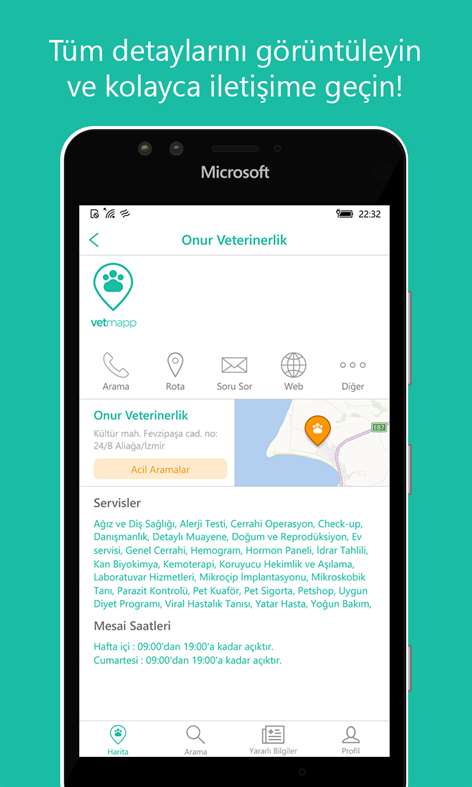 Tüm detaylarını görüntüleyin
ve kolayca iletişime geçin!
Microsoft
22:32
Onur Veterinerlik
vetmapp
Arama
Rota
Soru Sor
Web
Diğer
Onur Veterinerlik
Kültür mah. Fevzipaşa cad. no:
24/8 Aliağa/İzmir
Acil Aramalar
E87
Servisler
Ağız ve Diş Sağlığı, Alerji Testi, Cerrahi Operasyon, Check-up,
Danışmanlık, Detaylı Muayene, Doğum ve Reprodüksiyon, Ev
servisi, Genel Cerrahi, Hemogram, Hormon Paneli, İdrar Tahlili,
Kan Biyokimya, Kemoterapi, Koruyucu Hekimlik ve Aşılama,
Laboratuvar Hizmetleri, Mikroçip İmplantasyonu, Mikroskobik
Tanı, Parazit Kontrolü, Pet Kuaför, Pet Sigorta, Petshop, Uygun
Diyet Programı, Viral Hastalık Tanısı, Yatar Hasta, Yoğun Bakım,
Mesai Saatleri
Hafta içi : 09:00'dan 19:00'a kadar açıktır.
Cumartesi : 09:00'dan 19:00'a kadar açıktır.
Harita
Arama
Yararlı Bilgiler
Profil